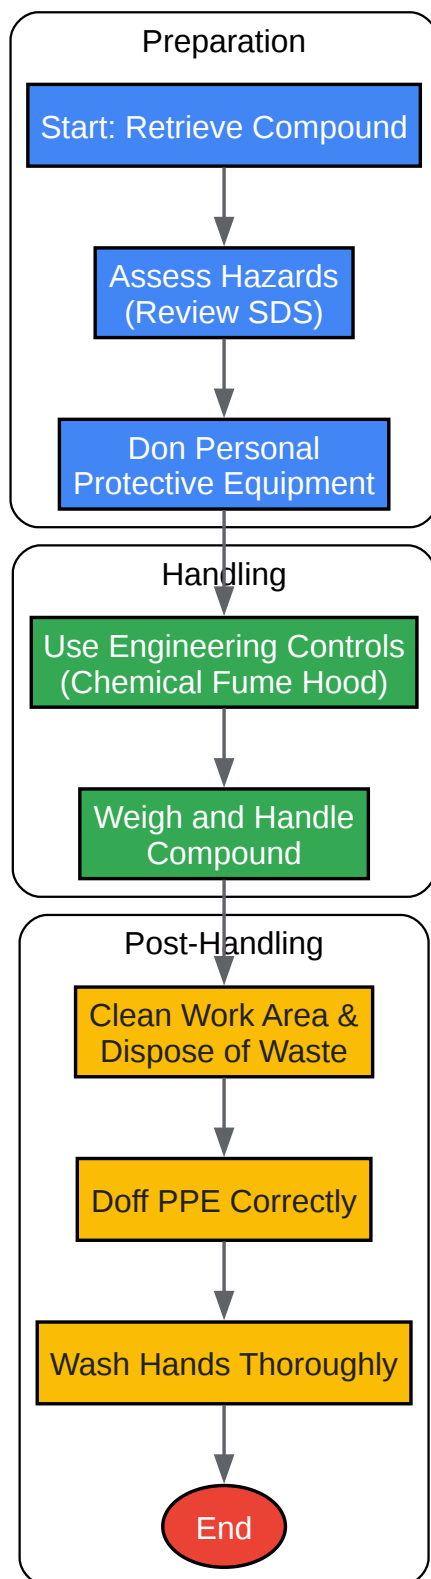 Preparation
Start: Retrieve Compound
Assess Hazards
(Review SDS)
Don Personal
Protective Equipment
Handling
Use Engineering Controls
(Chemical Fume Hood)
Weigh and Handle
Compound
Post-Handling
Clean Work Area &
Dispose of Waste
Doff PPE Correctly
Wash Hands Thoroughly
End